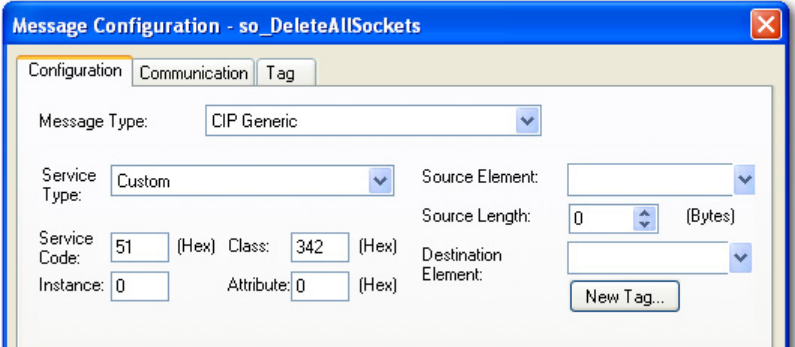 Message Configuration - so_DeleteAllSockets
Configuration Communication Tag
Message Type: CIP Generic
Service Type: Custom
Service Code: 51 (Hex) Class: 342 (Hex)
Instance: 0 Attribute: 0 (Hex)
Source Element:
Source Length: 0 (Bytes)
Destination Element:
New Tag...